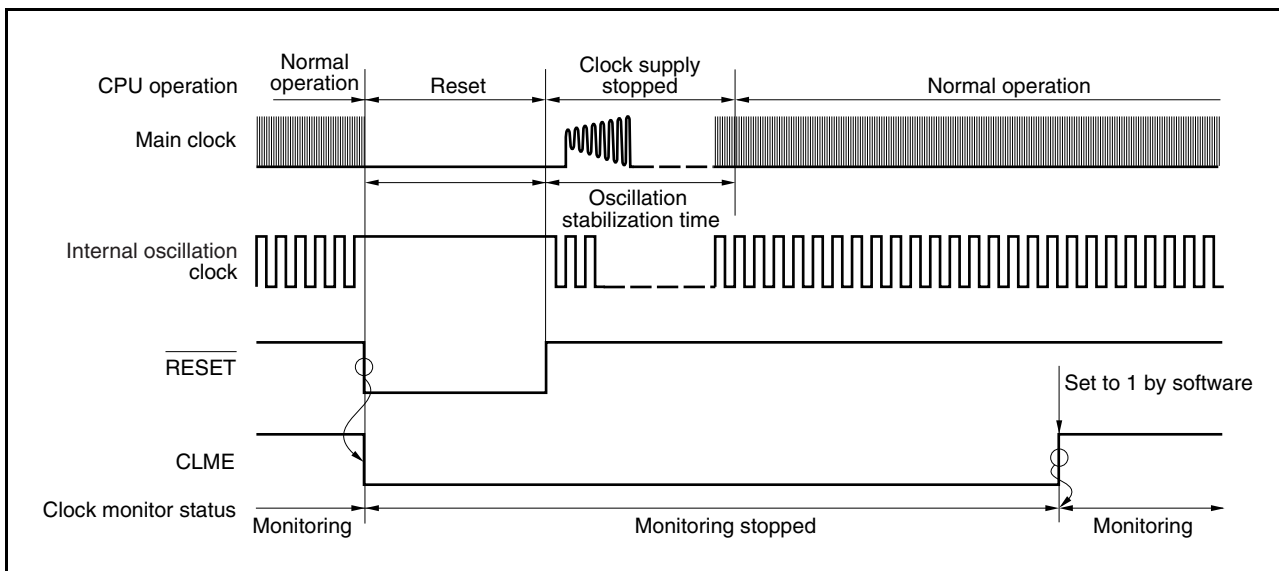 Normal
operation
Clock supply
stopped
CPU operation
Reset
Normal operation
Main clock
Oscillation
stabilization time
Internal oscillation
clock
RESET
Set to 1 by software
CLME
Clock monitor status
Monitoring
Monitoring stopped
Monitoring